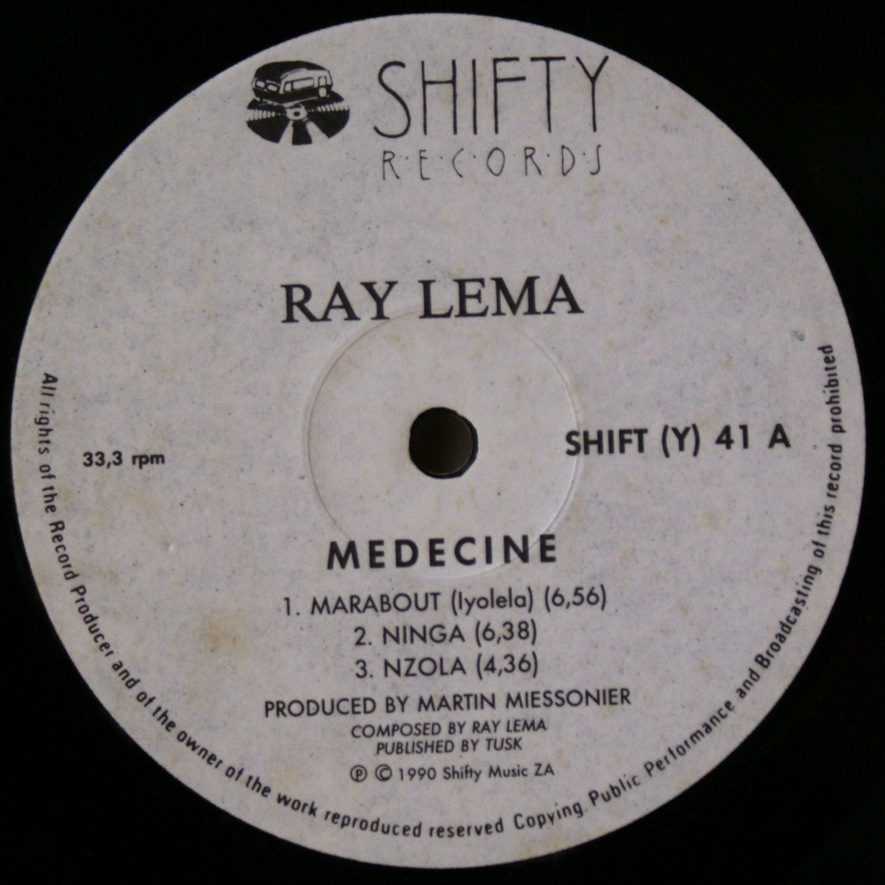 SHIFTY
R·E·C·O·R·D·S
RAY LEMA
33,3 rpm
SHIFT (Y) 41 A
MEDECINE
1. MARABOUT (Iyolela) (6,56)
2. NINGA (6,38)
3. NZOLA (4,36)
PRODUCED BY MARTIN MIESSONIER
COMPOSED BY RAY LEMA
PUBLISHED BY TUSK
℗ © 1990 Shifty Music ZA
All rights of the Record Producer and of the owner of the work reproduced reserved Copying Public Performance and Broadcasting of this record prohibited